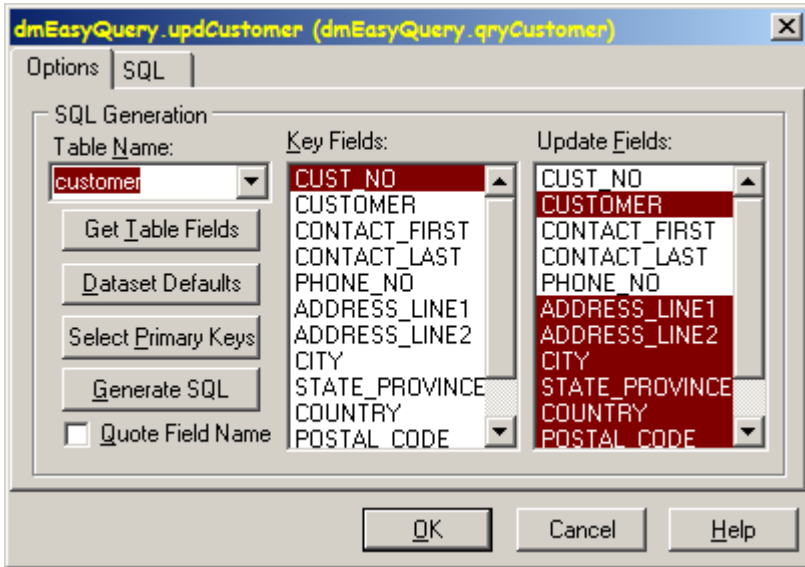 dmEasyQuery.updCustomer (dmEasyQuery.qryCustomer)
Options
SQL
SQL Generation
Table Name:
customer
Get Table Fields
Dataset Defaults
Select Primary Keys
Generate SQL
Quote Field Name
Key Fields:
CUST_NO
CUSTOMER
CONTACT_FIRST
CONTACT_LAST
PHONE_NO
ADDRESS_LINE1
ADDRESS_LINE2
CITY
STATE_PROVINCE
COUNTRY
POSTAL_CODE
Update Fields:
CUST_NO
CUSTOMER
CONTACT_FIRST
CONTACT_LAST
PHONE_NO
ADDRESS_LINE1
ADDRESS_LINE2
CITY
STATE_PROVINCE
COUNTRY
POSTAL_CODE
OK
Cancel
Help